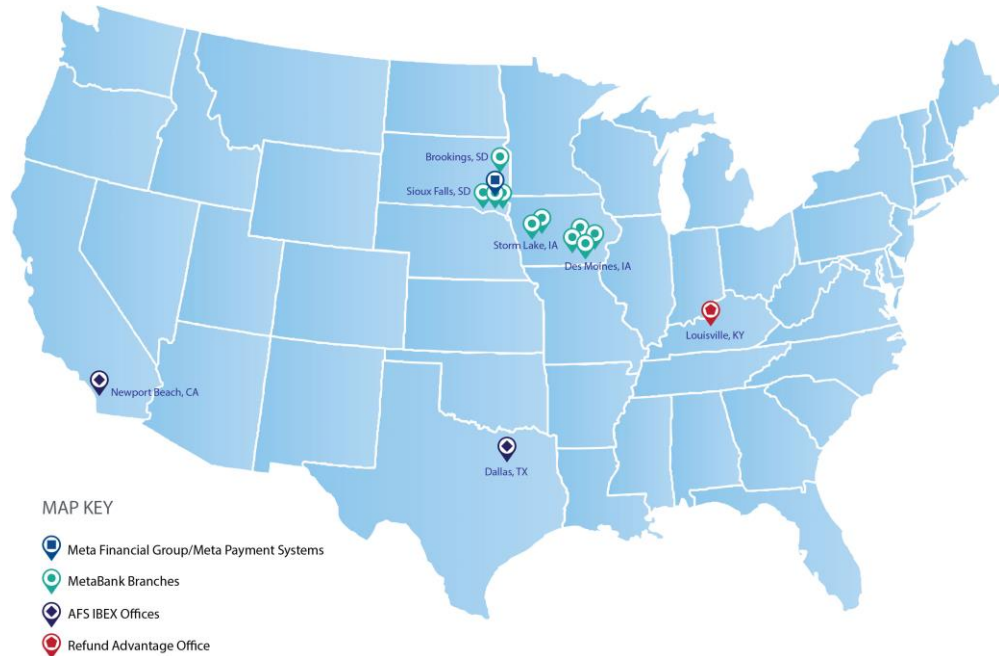 Brookings, SD
Sioux Falls, SD
Storm Lake, IA
Des Moines, IA
Louisville, KY
Newport Beach, CA
Dallas, TX
MAP KEY
Meta Financial Group/Meta Payment Systems
MetaBank Branches
AFS IBEX Offices
Refund Advantage Office